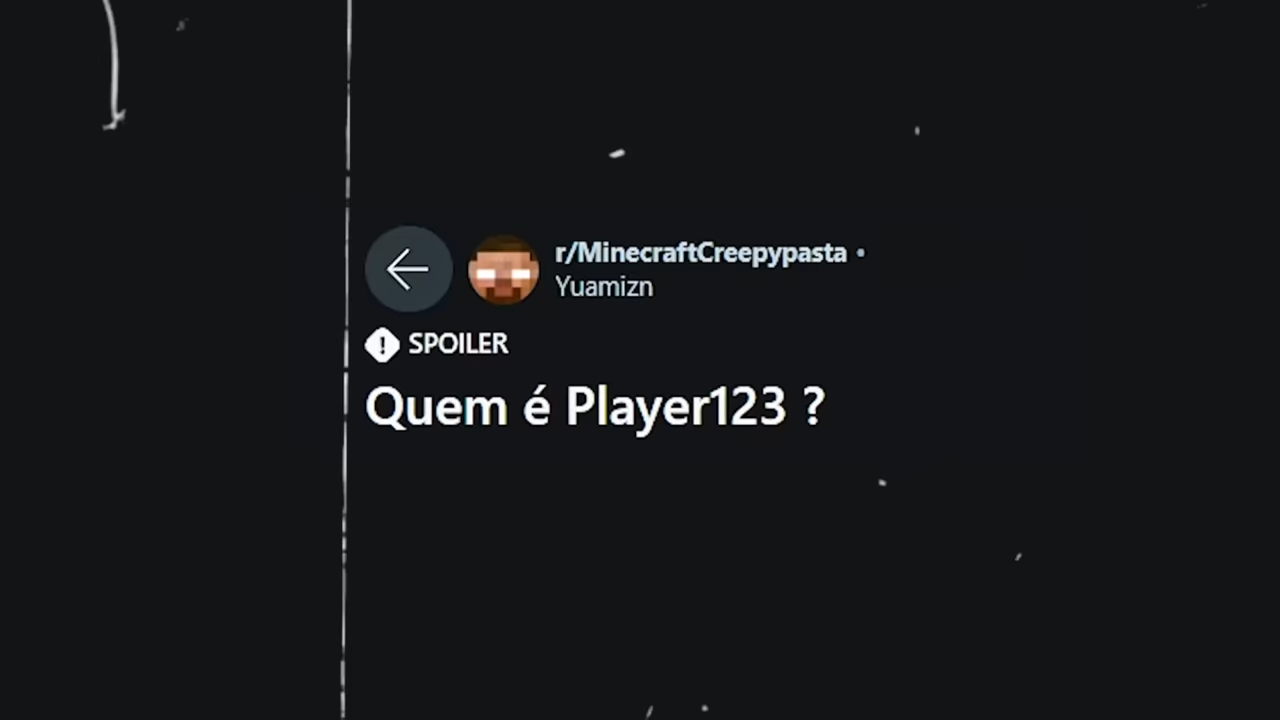 r/MinecraftCreepypasta •
Yuamizn
SPOILER
Quem é Player123 ?